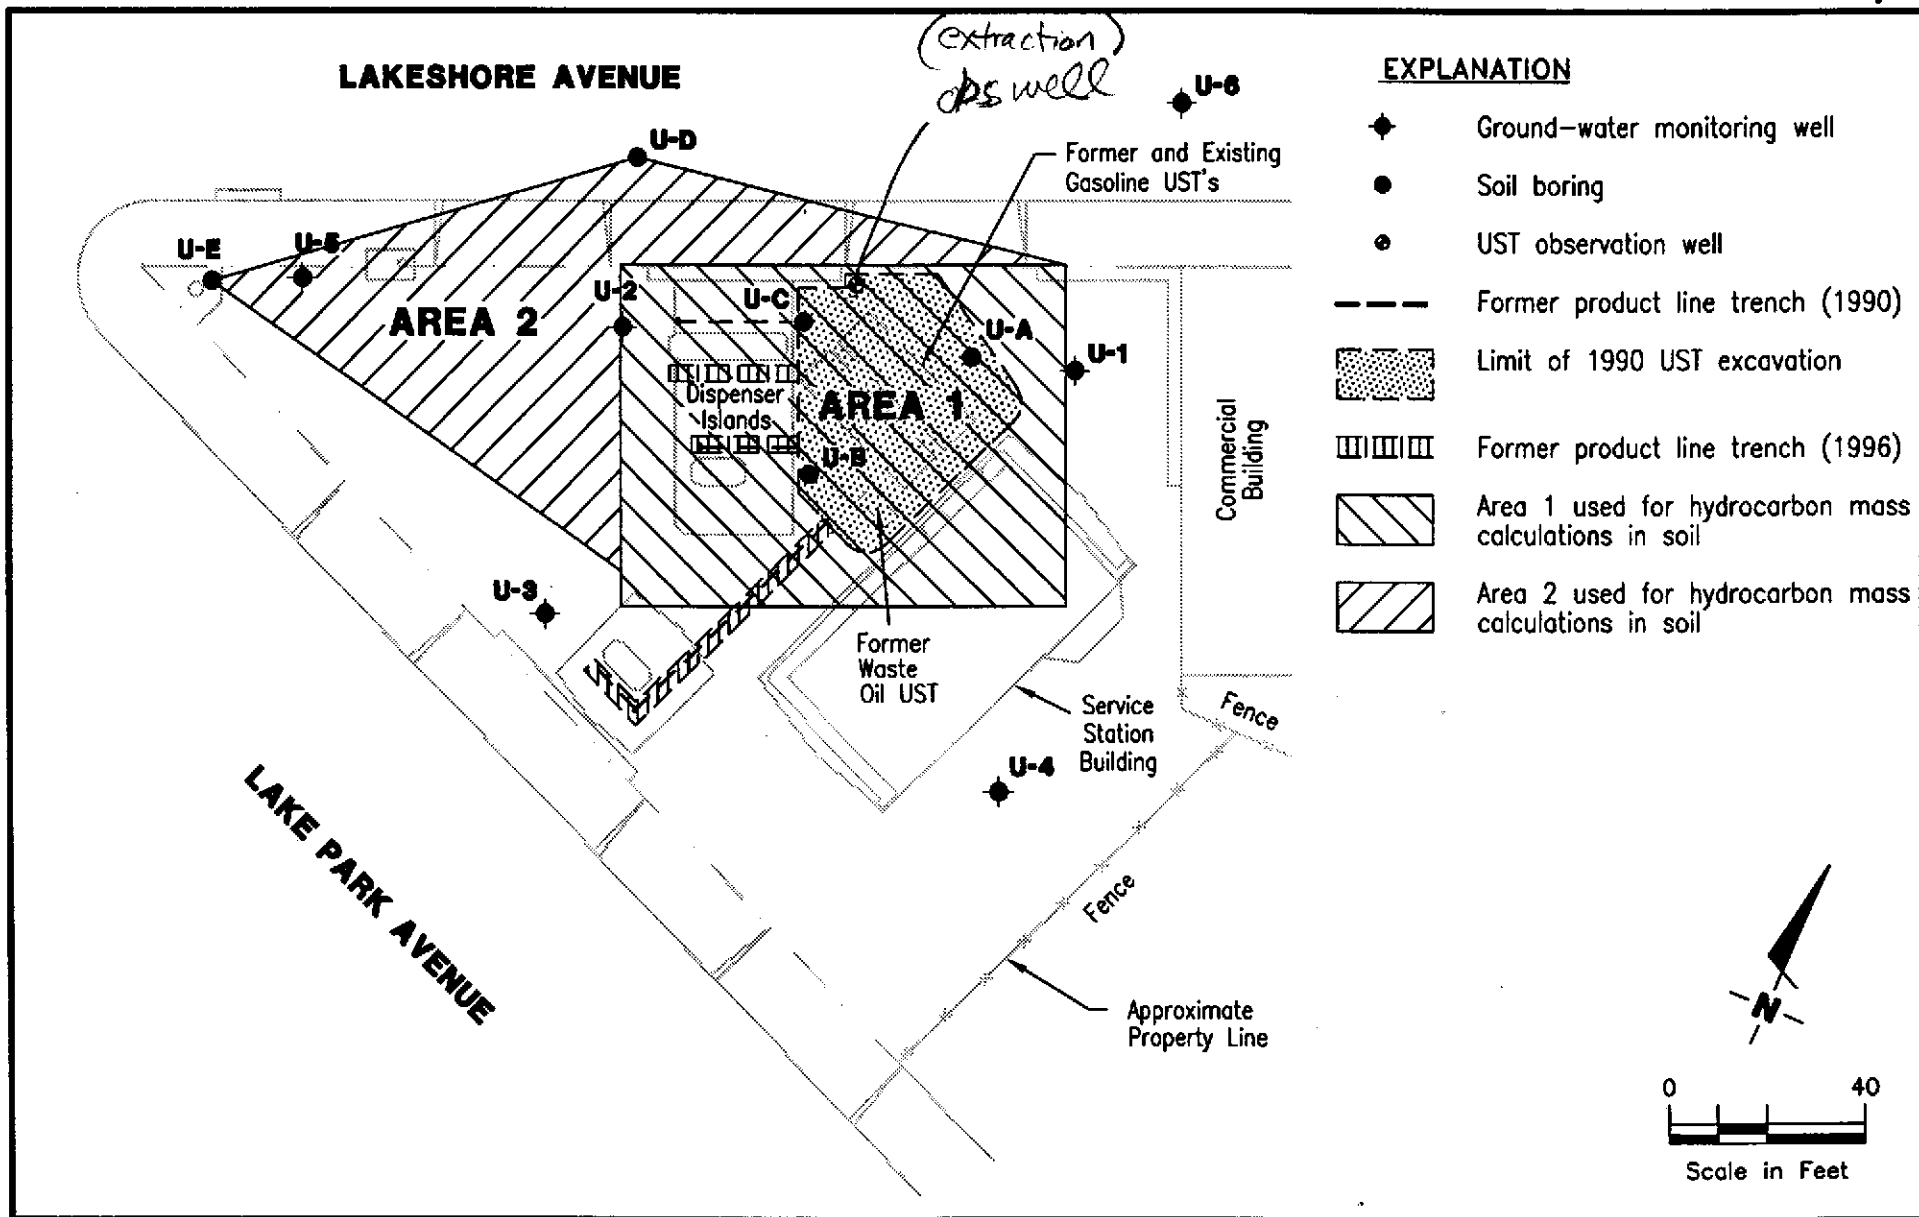 (extraction)
obs well
LAKESHORE AVENUE
U-6
U-D
Former and Existing
Gasoline UST's
U-E
U-5
AREA 2
U-2
U-C
U-A
U-1
Dispenser
Islands
AREA 1
U-B
Commercial
Building
U-3
Former
Waste
Oil UST
Service
Station
Building
Fence
U-4
LAKE PARK AVENUE
Fence
Approximate
Property Line
EXPLANATION
Ground-water monitoring well
Soil boring
UST observation well
Former product line trench (1990)
Limit of 1990 UST excavation
Former product line trench (1996)
Area 1 used for hydrocarbon mass
calculations in soil
Area 2 used for hydrocarbon mass
calculations in soil
N
0 40
Scale in Feet